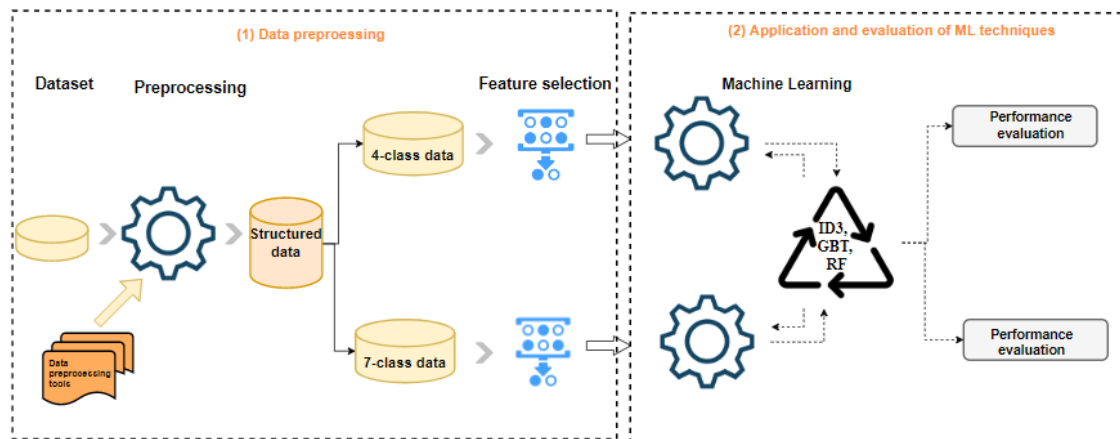 (1) Data preproessing
(2) Application and evaluation of ML techniques
Dataset
Preprocessing
Feature selection
Machine Learning
4-class data
Structured
data
7-class data
Data
preprocessing
tools
ID3,
GBT,
RF
Performance
evaluation
Performance
evaluation